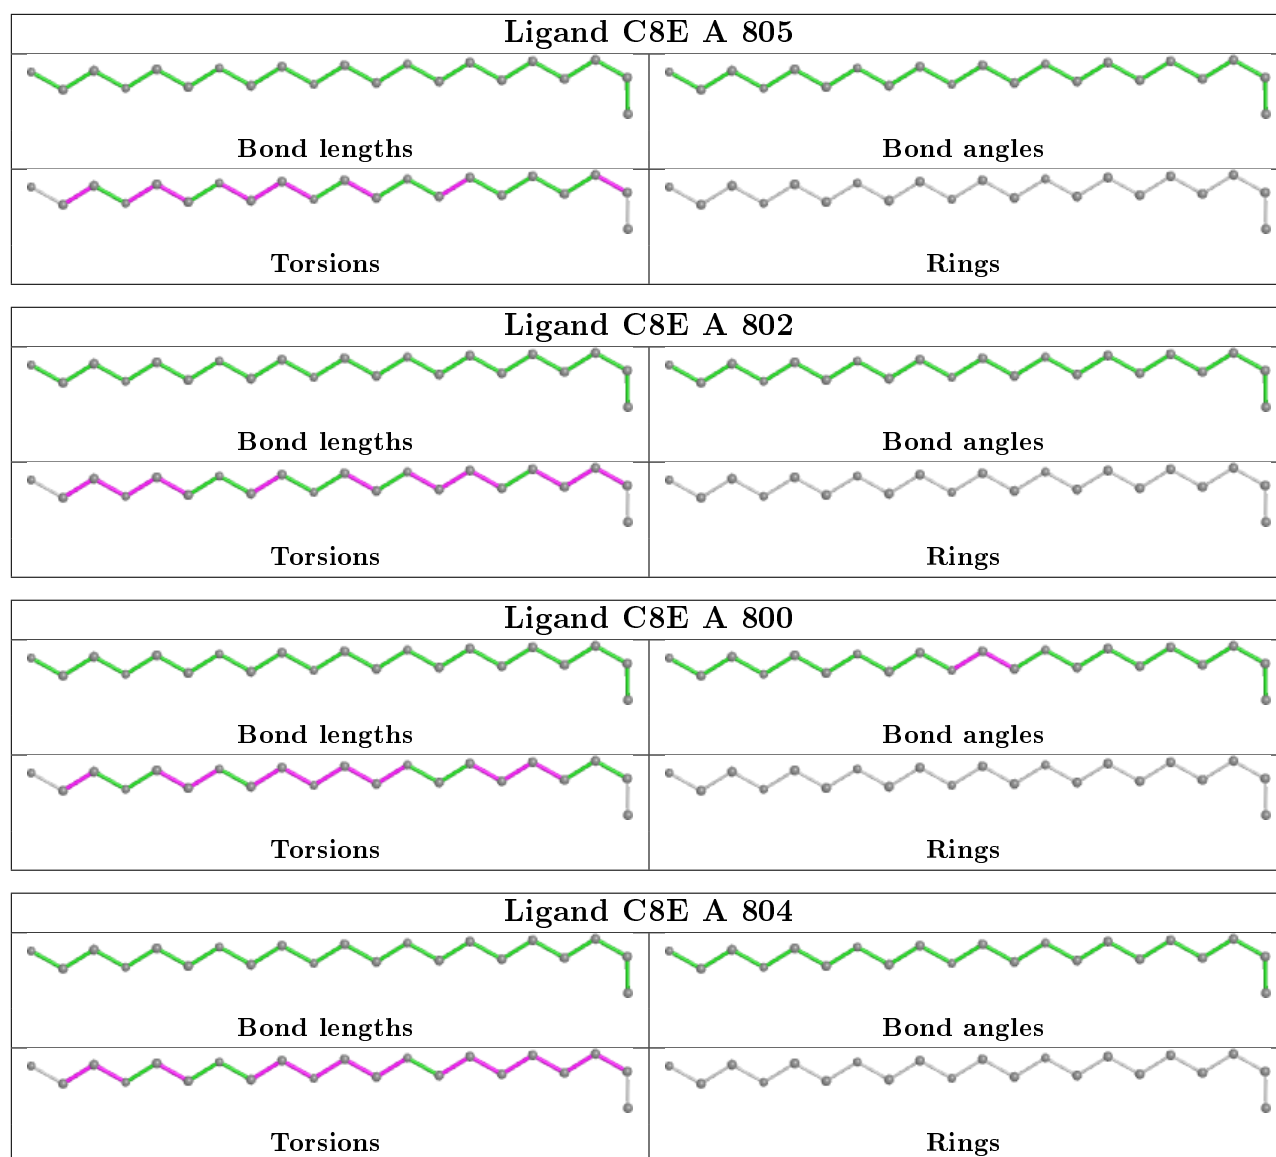 Ligand C8E A 805
Bond lengths
Bond angles
Torsions
Rings
Ligand C8E A 802
Bond lengths
Bond angles
Torsions
Rings
Ligand C8E A 800
Bond lengths
Bond angles
Torsions
Rings
Ligand C8E A 804
Bond lengths
Bond angles
Torsions
Rings